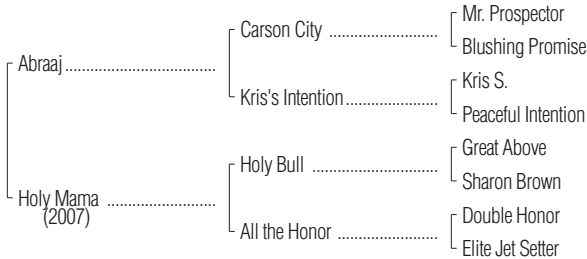 Mr. Prospector
Carson City ....................
Blushing Promise
Abraaj............................
Kris S.
Kris's Intention.................
Peaceful Intention
Great Above
Holy Bull .......................
Sharon Brown
Holy Mama ....................
(2007)
Double Honor
All the Honor ..................
Elite Jet Setter